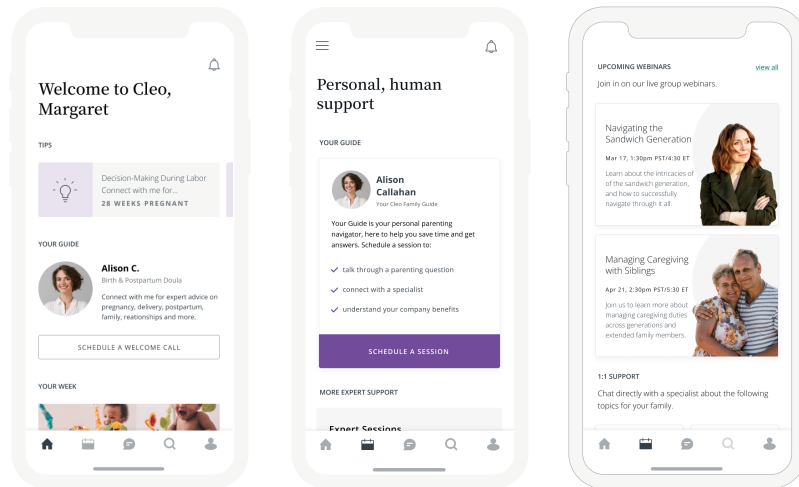 Welcome to Cleo,
Margaret
TIPS
Decision-Making During Labor
Connect with me for...
28 WEEKS PREGNANT
YOUR GUIDE
Alison C.
Birth & Postpartum Doula
Connect with me for expert advice on
pregnancy, delivery, postpartum,
family, reationships and more.
SCHEDULE A WELCOME CALL
YOUR WEEK
Personal, human
support
YOUR GUIDE
Alison
Callahan
Your Cleo Family Guide
Your Guide is your personal parenting
navigator, here to help you save time and get
answers. Schedule a session to:
talk through a parenting question
connect with a specialist
understand your company benefits
SCHEDULE A SESSION
MORE EXPERT SUPPORT
Expert Sessions
UPCOMING WEBINARS
view all
Join in on our live group webinars.
Navigating the
Sandwich Generation
Mar 17, 1:30pm PST/4:30 ET
Learn about the intricacies of
of the sandwich generation,
and how to successfully
navigate through it all.
Managing Caregiving
with Siblings
Apr 21, 2:30pm PST/5:30 ET
Join us to learn more about
managing caregiving duties
across generations and
extended family members.
1:1 SUPPORT
Chat directly with a specialist about the following
topics for your family.